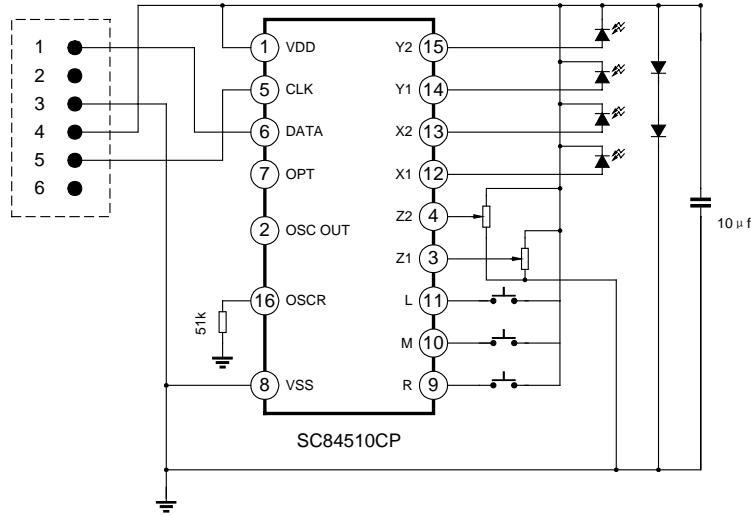 1
2
3
4
5
6
1 VDD
5 CLK
6 DATA
7 OPT
2 OSC OUT
16 OSCR
8 VSS
51k
Y2 15
Y1 14
X2 13
X1 12
Z2 4
Z1 3
L 11
M 10
R 9
10 μf
SC84510CP